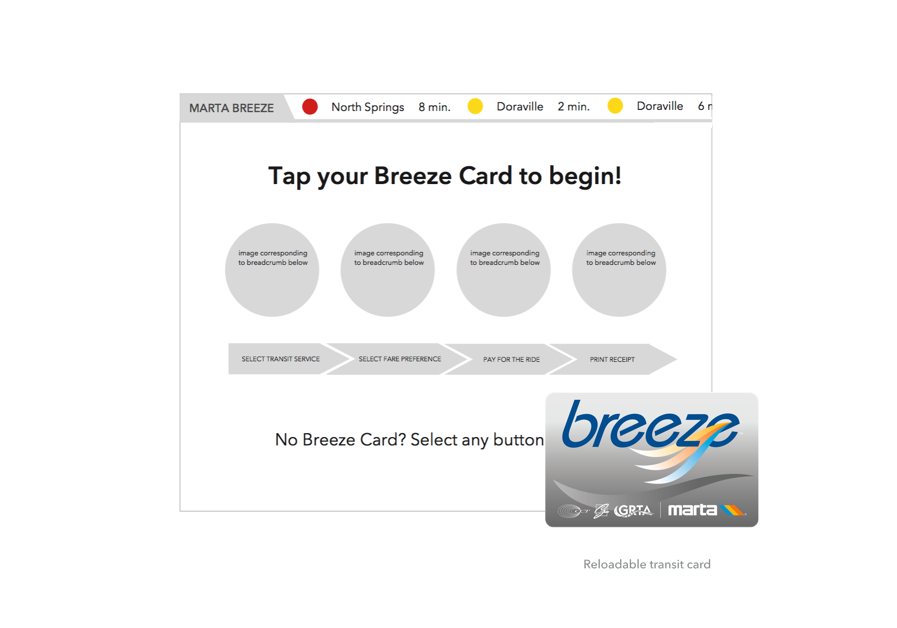 MARTA BREEZE North Springs 8 min. Doraville 2 min. Doraville 6
Tap your Breeze Card to begin!
image corresponding image corresponding image corresponding image corresponding
to breadcrumb below to breadcrumb below to breadcrumb below to breadcrumb below
SELECT TRANSIT SERVICE SELECT FARE PREFERENCE PAY FOR THE RIDE PRINT RECEIPT
No Breeze Card? Select any button
breeze
GRTA marta
Reloadable transit card